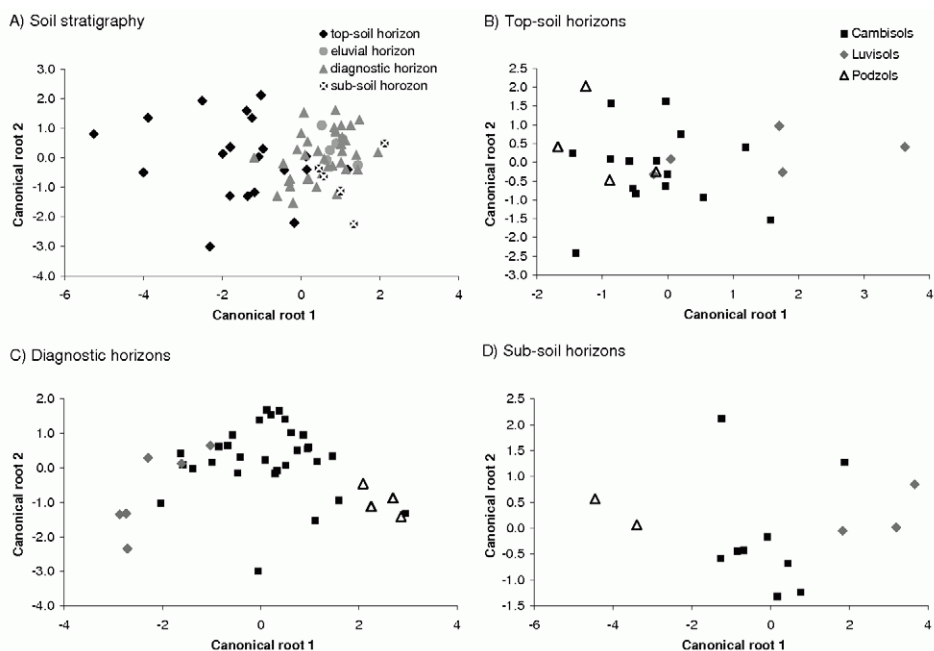 A) Soil stratigraphy
top-soil horizon
eluvial horizon
diagnostic horizon
sub-soil horozon
3.0
2.0
1.0
0.0
-1.0
-2.0
-3.0
-4.0
Canonical root 2
-6 -4 -2 0 2 4
Canonical root 1
B) Top-soil horizons
Cambisols
Luvisols
Podzols
2.5
2.0
1.5
1.0
0.5
0.0
-0.5
-1.0
-1.5
-2.0
-2.5
-3.0
Canonical root 2
-2 -1 0 1 2 3 4
Canonical root 1
C) Diagnostic horizons
2.0
1.0
0.0
-1.0
-2.0
-3.0
-4.0
Canonical root 2
-4 -2 0 2 4
Canonical root 1
D) Sub-soil horizons
2.5
2.0
1.5
1.0
0.5
0.0
-0.5
-1.0
-1.5
Canonical root 2
-6 -4 -2 0 2 4
Canonical root 1